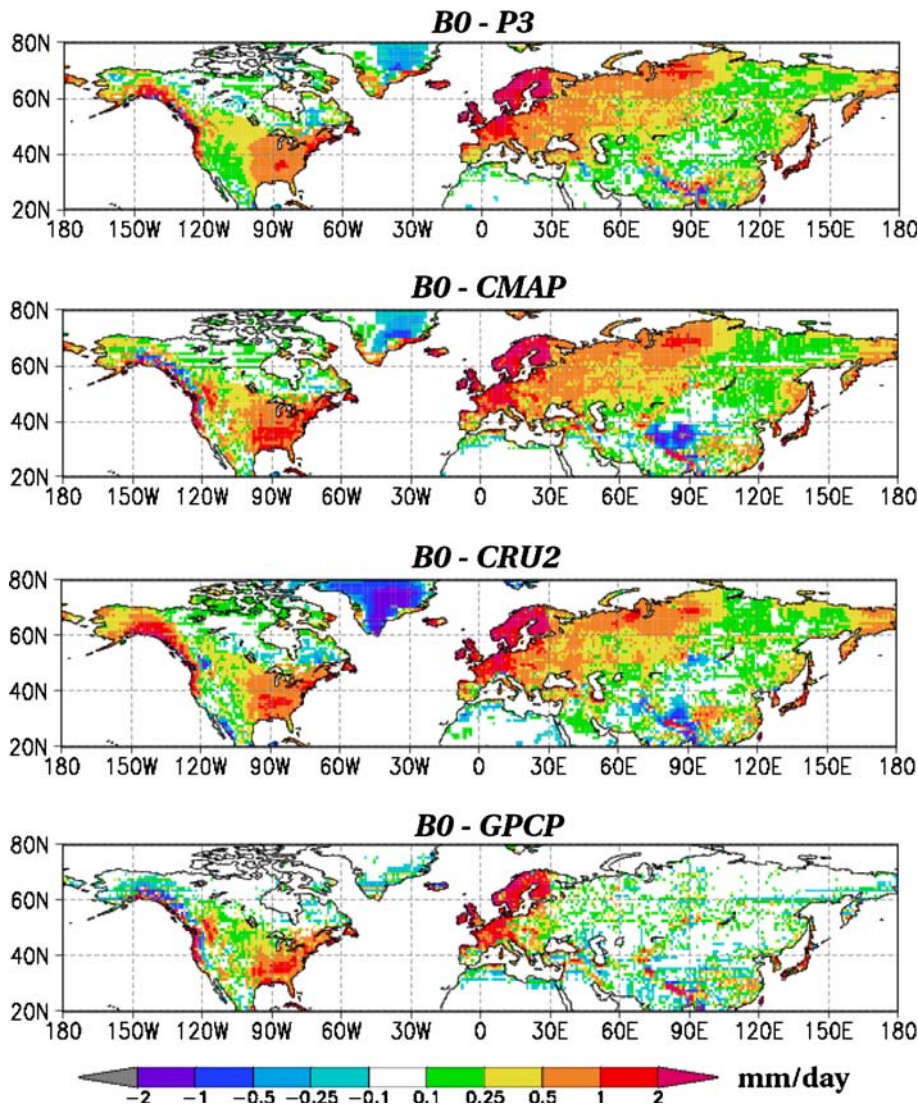 B0 - P3
80N
60N
40N
20N
180 150W 120W 90W 60W 30W 0 30E 60E 90E 120E 150E 180
B0 - CMAP
80N
60N
40N
20N
180 150W 120W 90W 60W 30W 0 30E 60E 90E 120E 150E 180
B0 - CRU2
80N
60N
40N
20N
180 150W 120W 90W 60W 30W 0 30E 60E 90E 120E 150E 180
B0 - GPCP
80N
60N
40N
20N
180 150W 120W 90W 60W 30W 0 30E 60E 90E 120E 150E 180
mm/day
−2 −1 −0.5 −0.25 −0.1 0.1 0.25 0.5 1 2